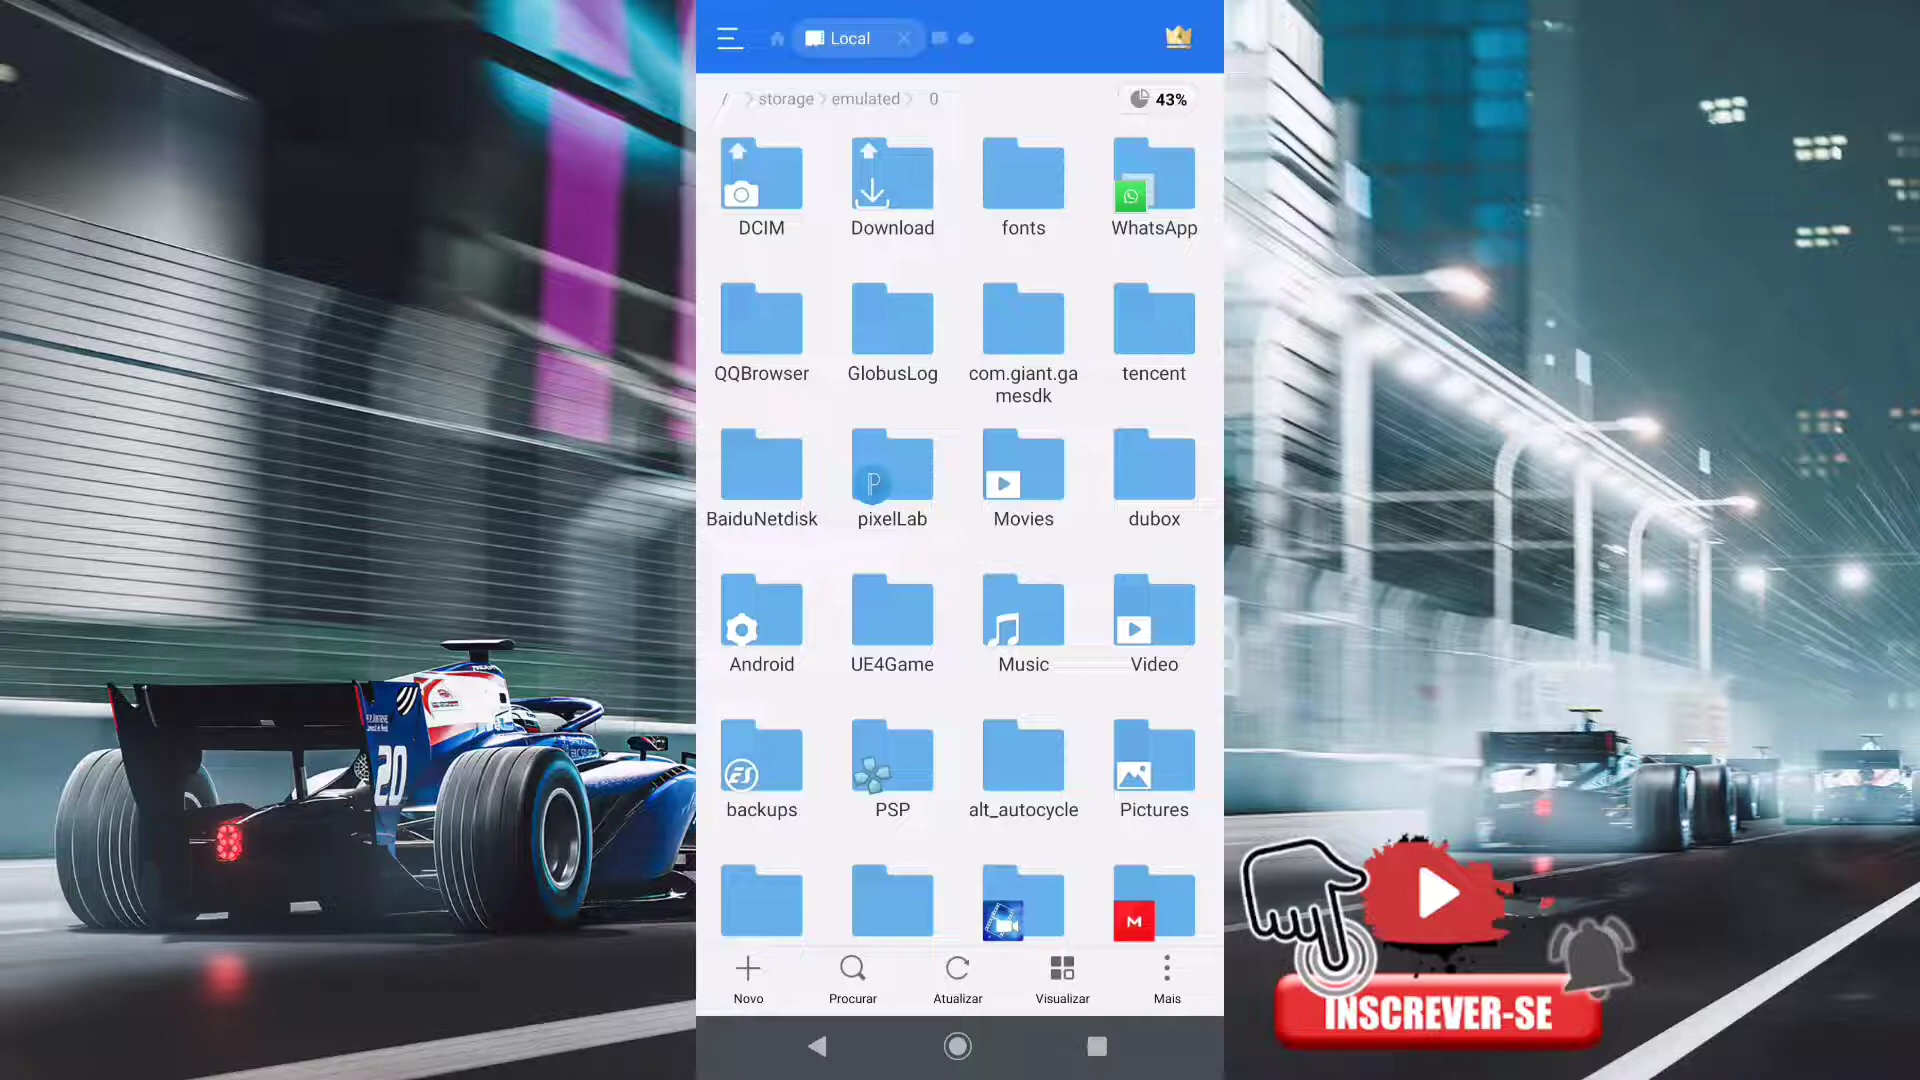 Local
/ storage emulated 0
43%
DCIM
Download
fonts
WhatsApp
QQBrowser
GlobusLog
com.giant.ga
mesdk
tencent
BaiduNetdisk
pixelLab
Movies
dubox
Android
UE4Game
Music
Video
backups
PSP
alt_autocycle
Pictures
Novo
Procurar
Atualizar
Visualizar
Mais
20
INSCREVER-SE